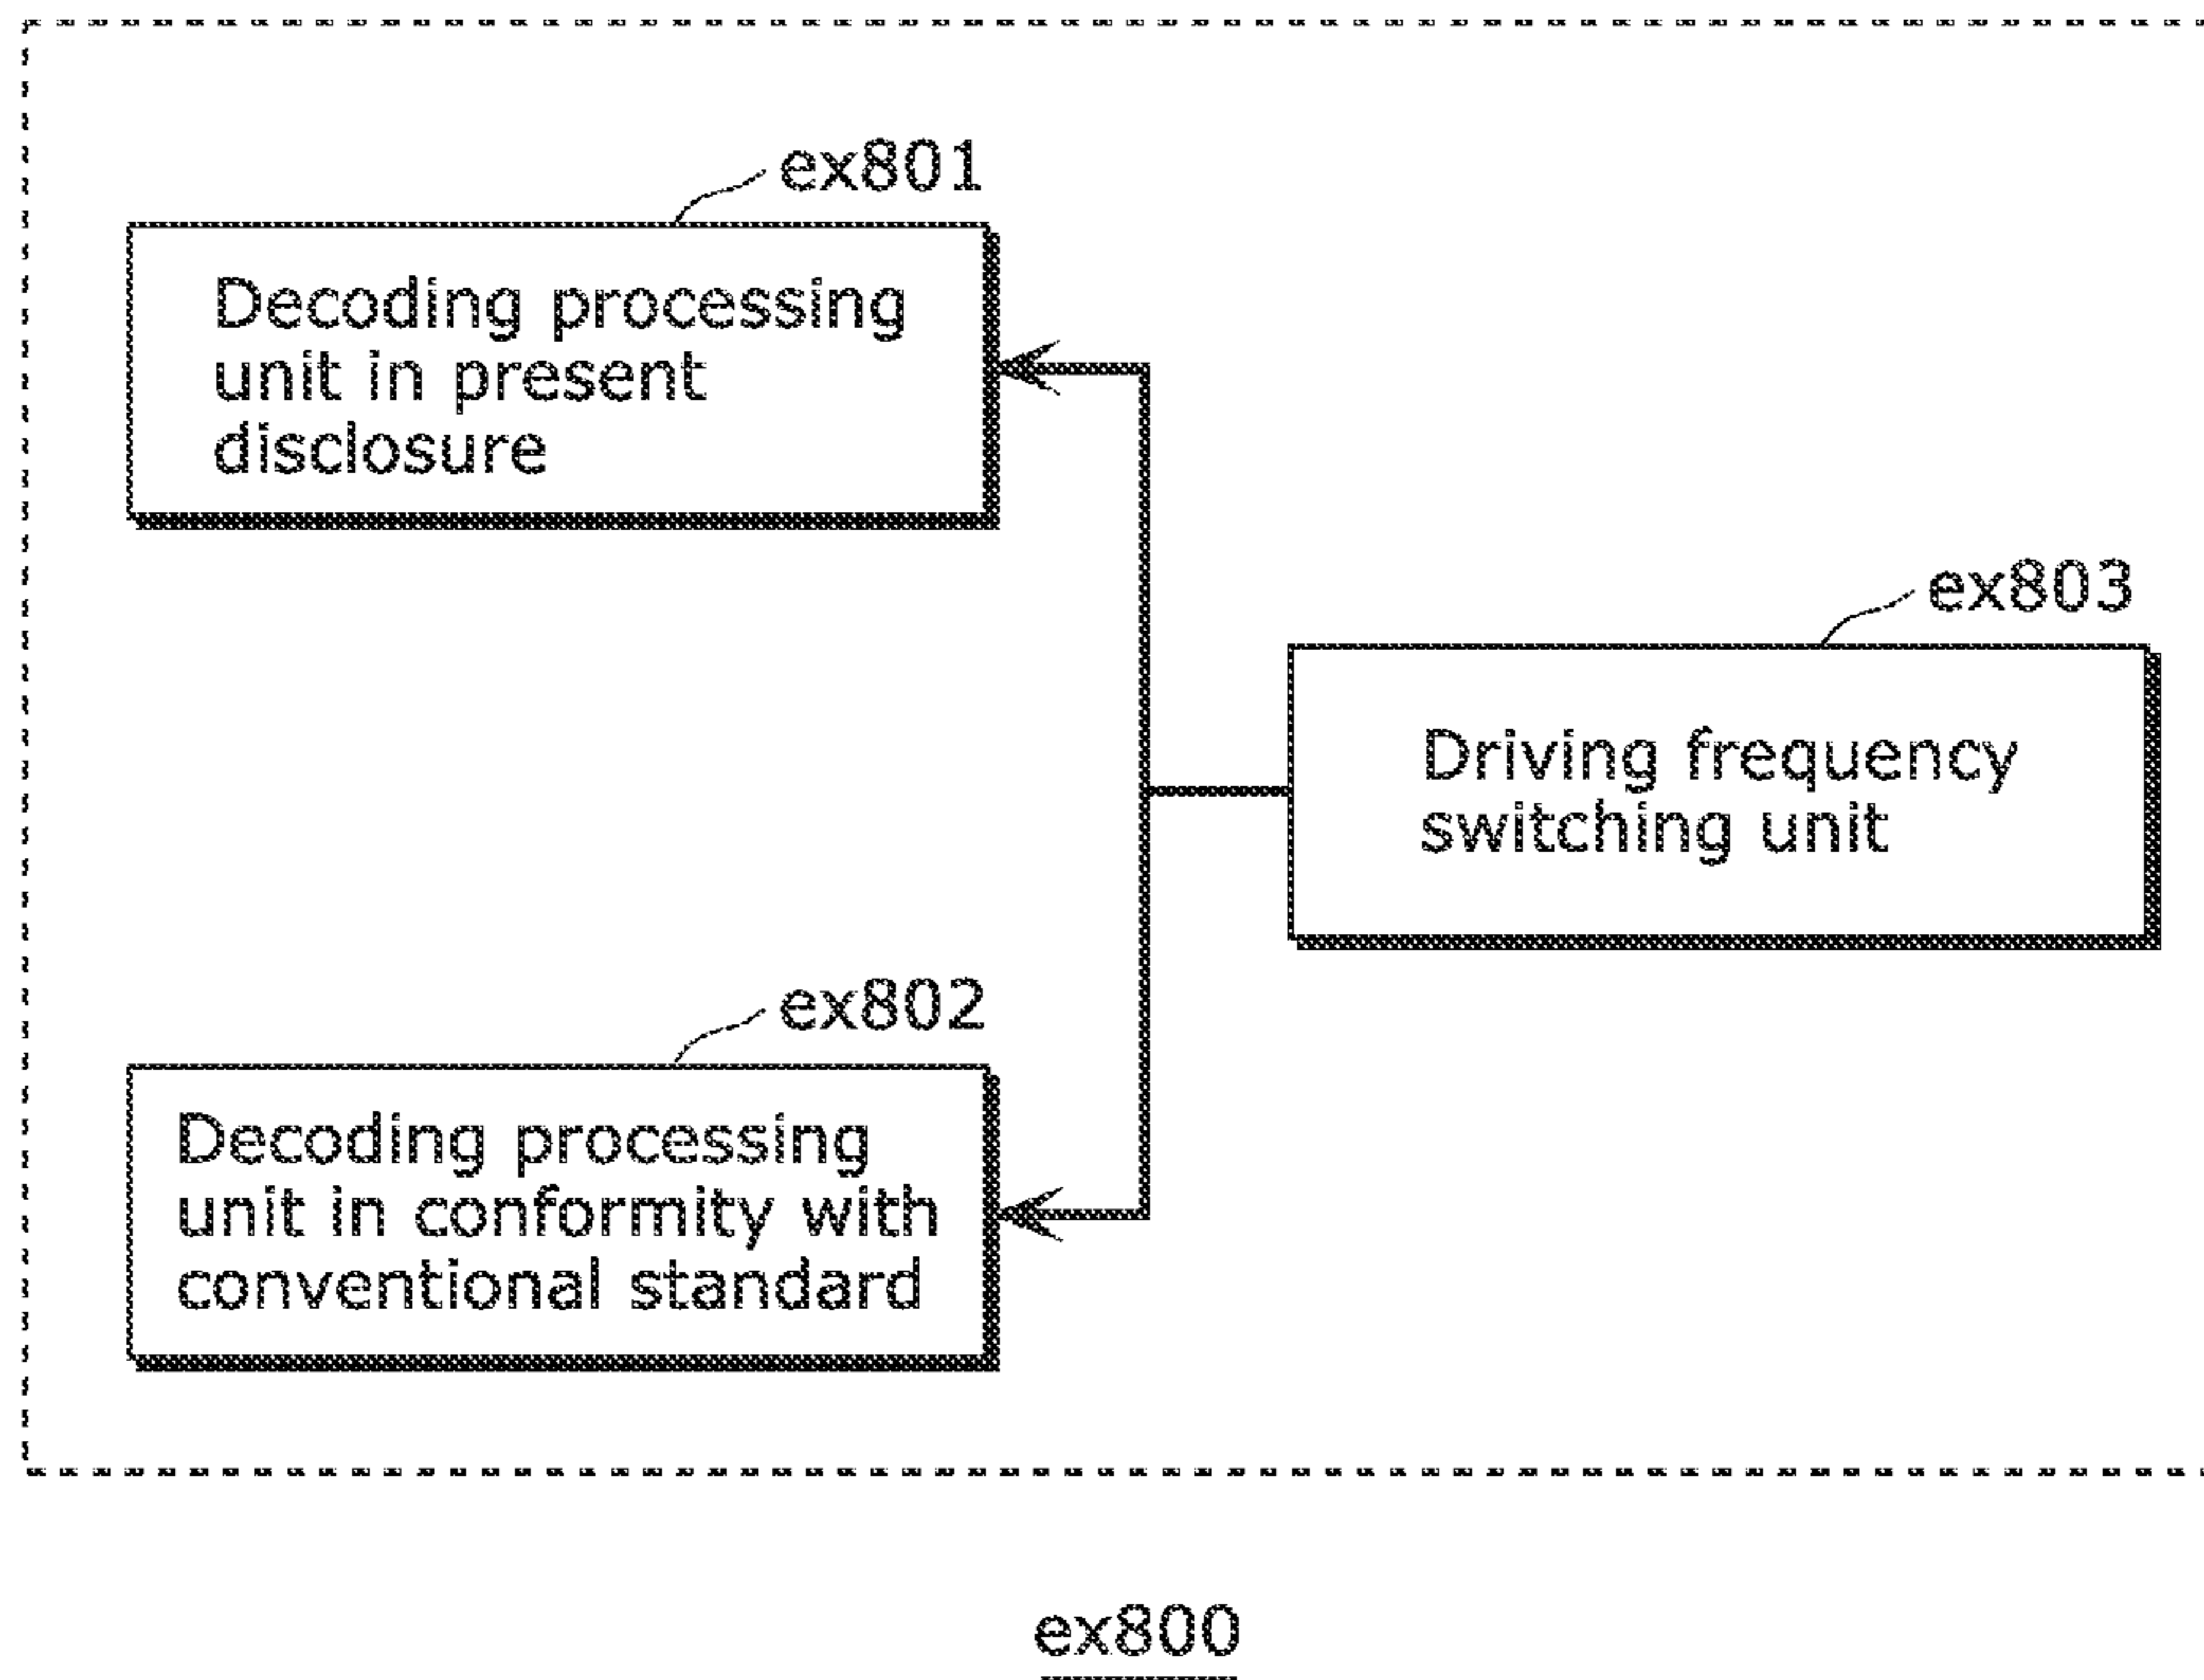 ex801
Decoding processing
unit in present
disclosure
ex803
Driving frequency
switching unit
ex802
Decoding processing
unit in conformity with
conventional standard
ex800